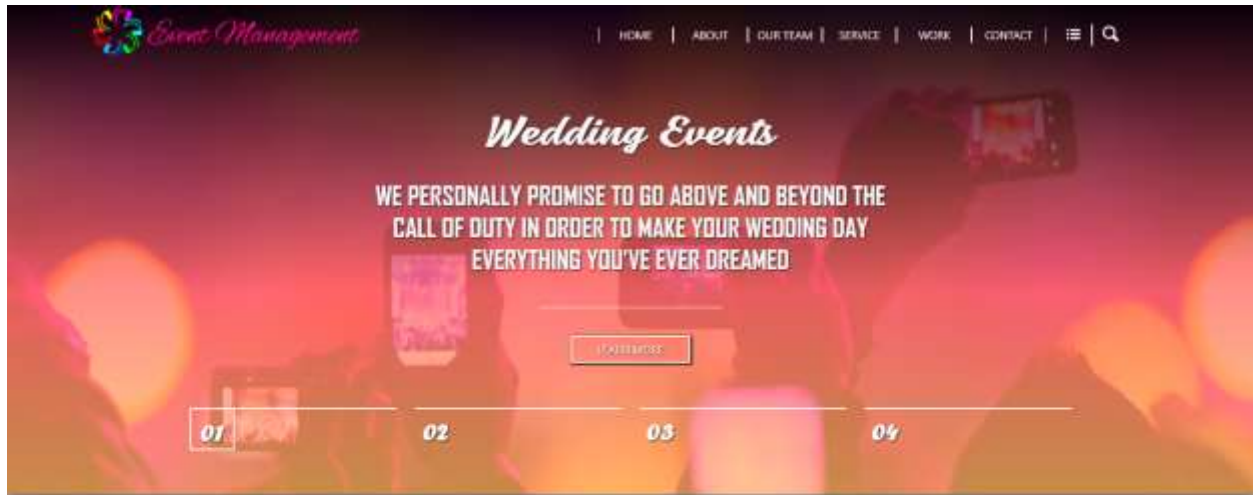 Event Management
HOME | ABOUT | OUR TEAM | SERVICE | WORK | CONTACT
Wedding Events
WE PERSONALLY PROMISE TO GO ABOVE AND BEYOND THE
CALL OF DUTY IN ORDER TO MAKE YOUR WEDDING DAY
EVERYTHING YOU'VE EVER DREAMED
01 02 03 04